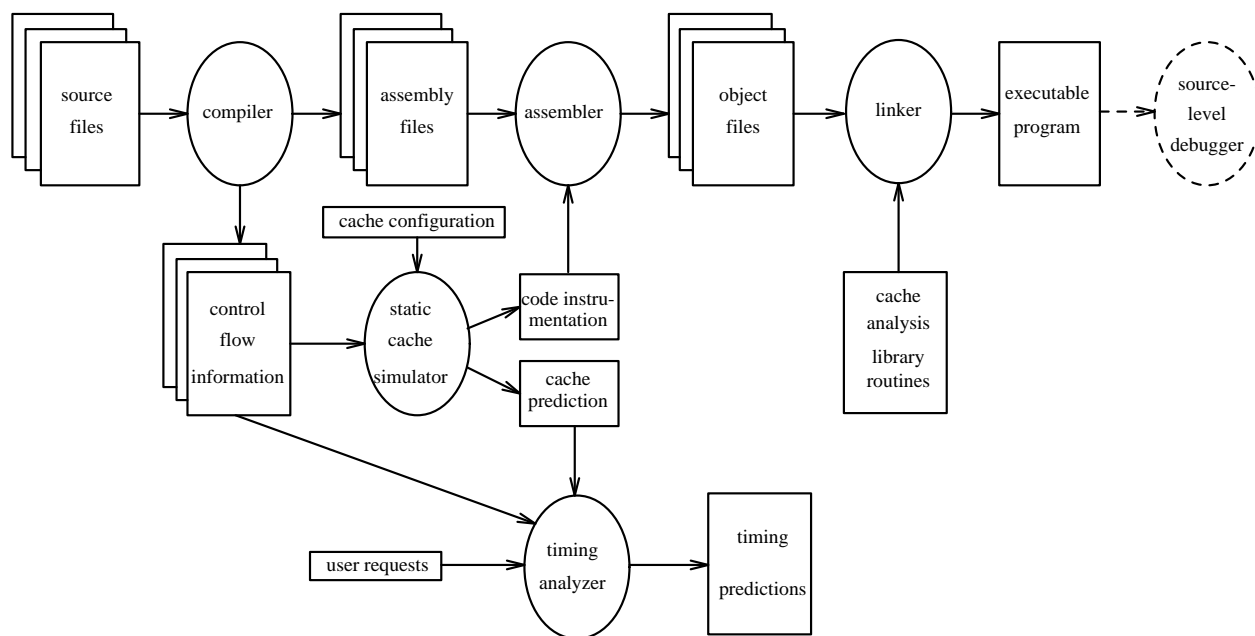 source
files
compiler
assembly
files
assembler
object
files
linker
executable
program
source-
level
debugger
cache configuration
control
flow
information
static
cache
simulator
code instru-
mentation
cache
prediction
cache
analysis
library
routines
user requests
timing
analyzer
timing
predictions